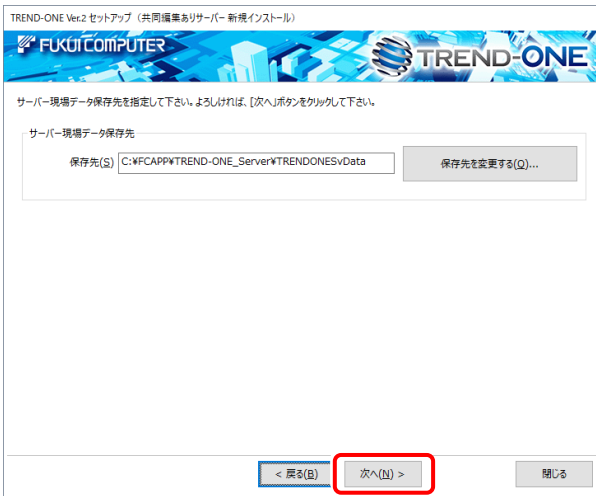 TREND-ONE Ver.2 セットアップ（共同編集ありサーバー 新規インストール）
FUKUI COMPUTER
TREND-ONE
サーバー現場データ保存先を指定して下さい。よろしければ、[次へ]ボタンをクリックして下さい。
サーバー現場データ保存先
保存先(S) C:¥FCAPP¥TREND-ONE_Server¥TRENDONESvData 保存先を変更する(O)...
< 戻る(B) 次へ(N) > 閉じる